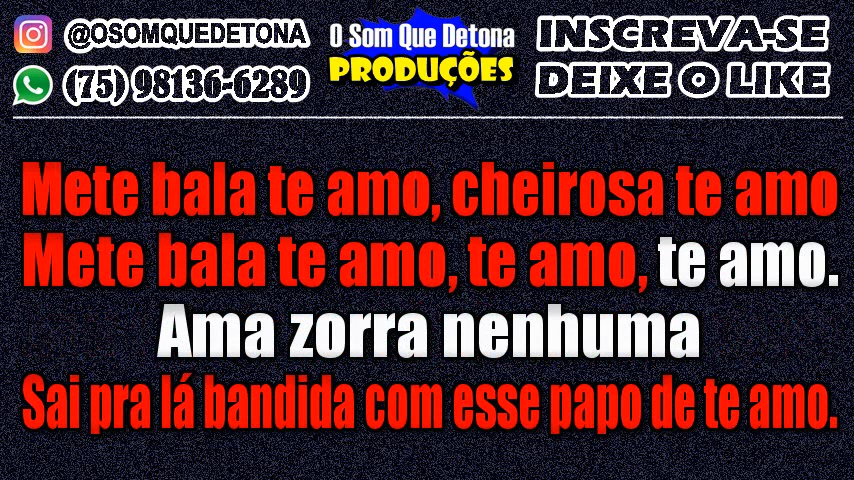 @OSOMQUEDETONA
(75) 98136-6289
O Som Que Detona
PRODUÇÕES
INSCREVA-SE
DEIXE O LIKE
Mete bala te amo, cheirosa te amo
Mete bala te amo, te amo, te amo.
Ama zorra nenhuma
Sai pra lá bandida com esse papo de te amo.